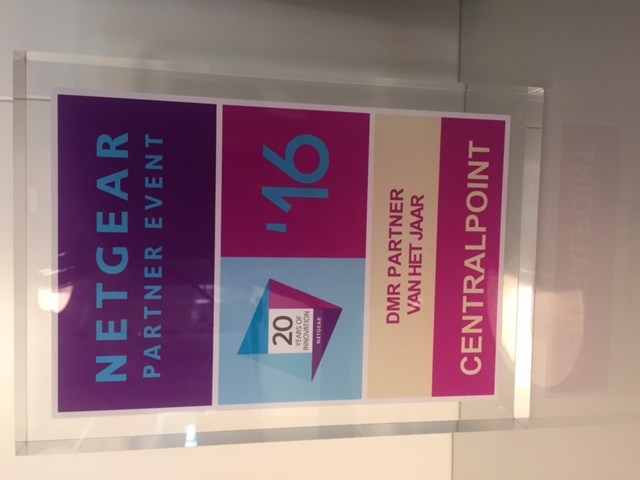 NETGEAR
PARTNER EVENT
20
YEARS OF
INNOVATION
NETGEAR
'16
DMR PARTNER
VAN HET JAAR
CENTRALPOINT